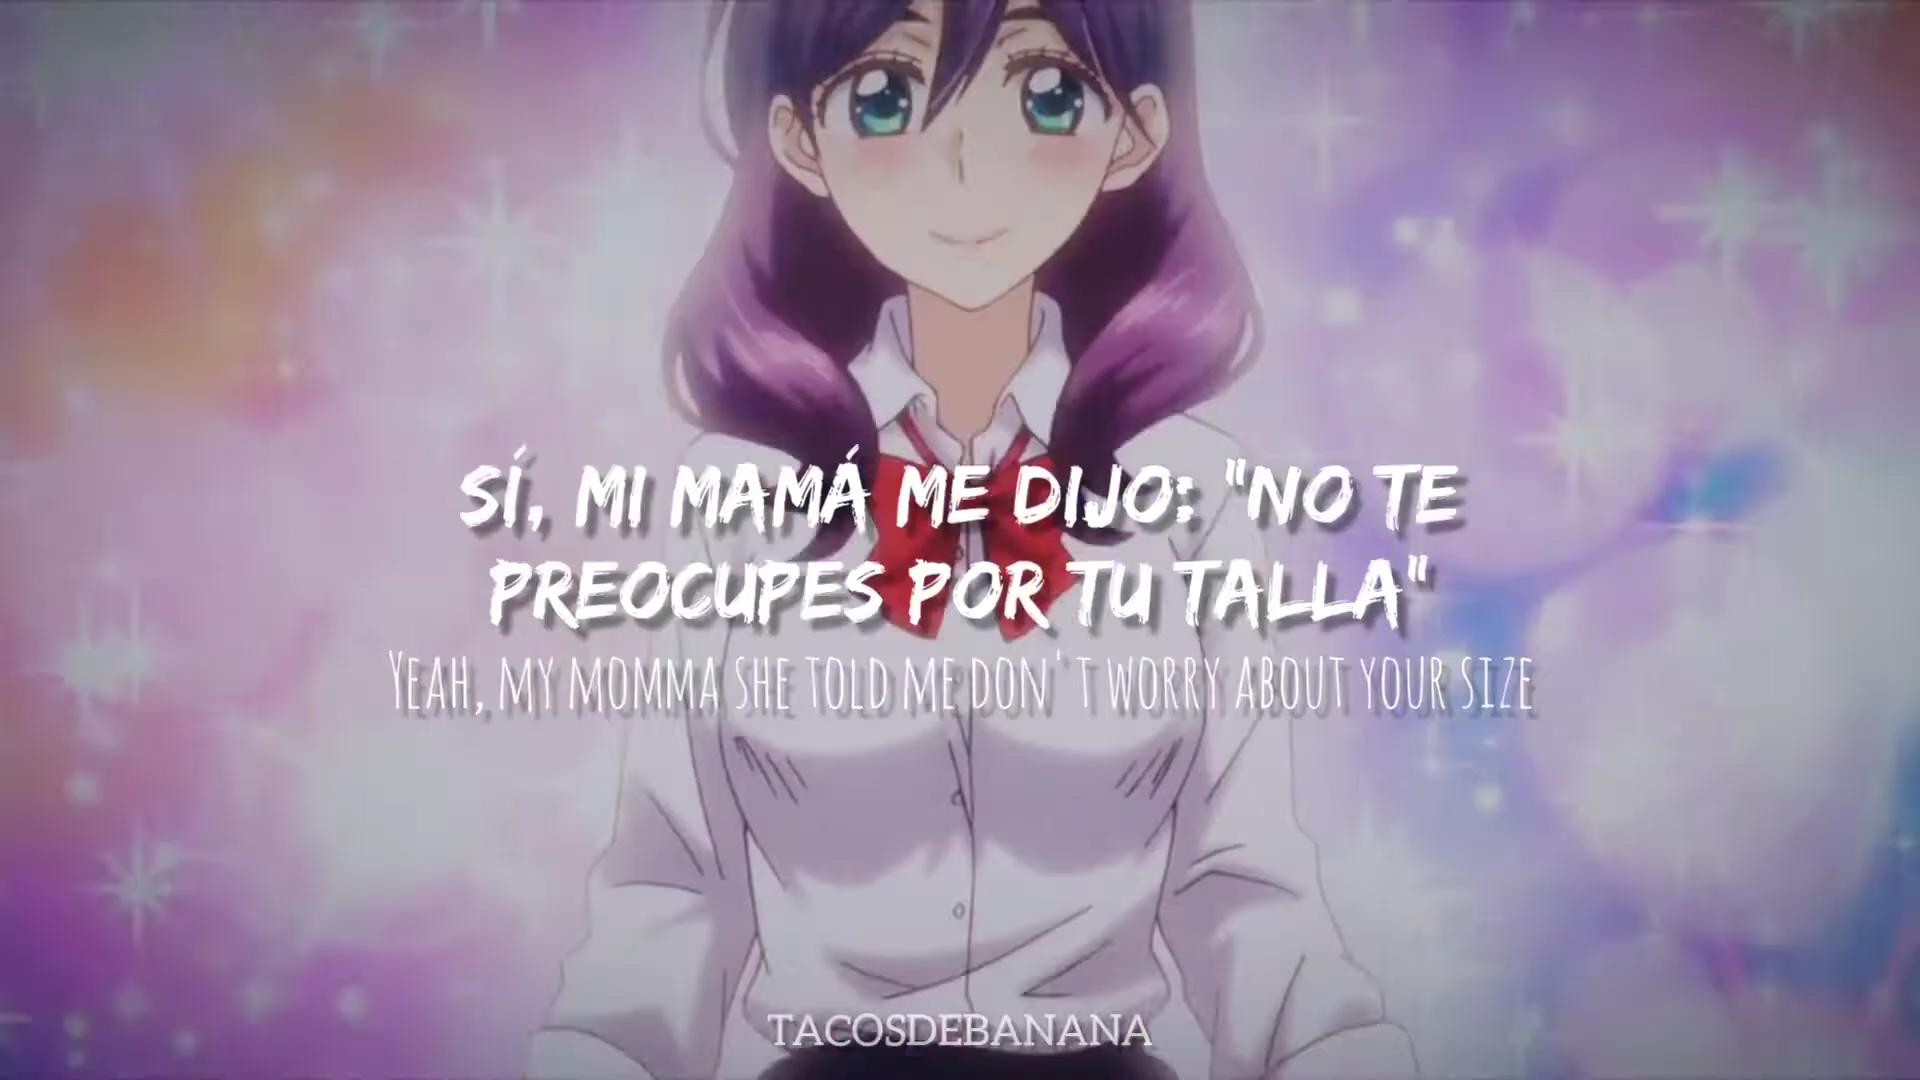 SÍ, MI MAMÁ ME DIJO: "NO TE
PREOCUPES POR TU TALLA"
YEAH, MY MOMMA SHE TOLD ME DON'T WORRY ABOUT YOUR SIZE
TACOSDEBANANA